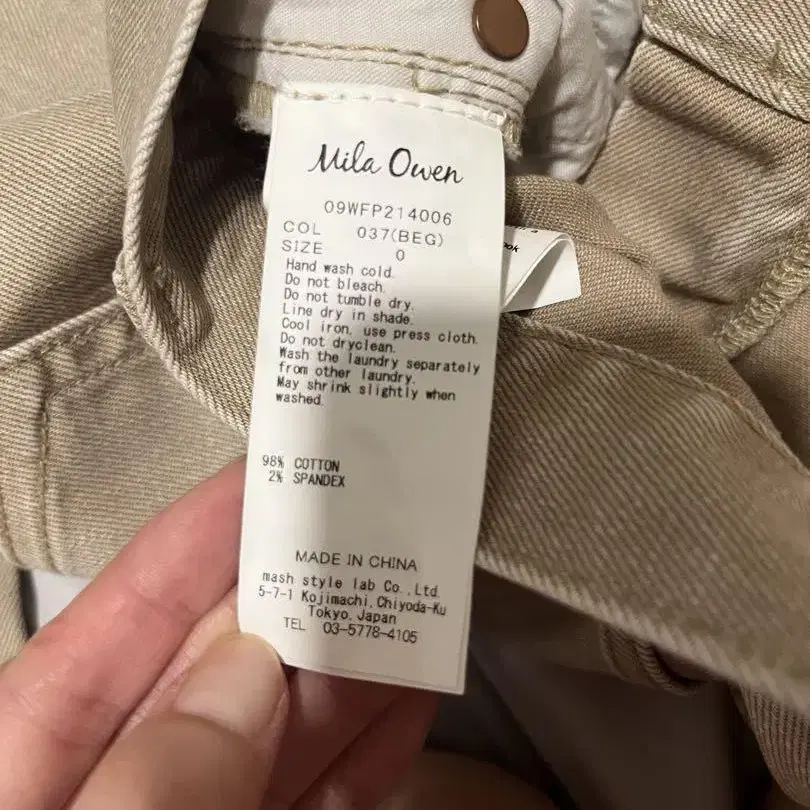 Mila Owen
09WFP214006
COL 037(BEG)
SIZE 0
Hand wash cold.
Do not bleach.
Do not tumble dry.
Line dry in shade.
Cool iron, use press cloth.
Do not dryclean.
Wash the laundry separately
from other laundry.
May shrink slightly when
washed.
98% COTTON
2% SPANDEX
MADE IN CHINA
mash style lab Co.,Ltd.
5-7-1 Kojimachi,Chiyoda-Ku
Tokyo,Japan
TEL 03-5778-4105